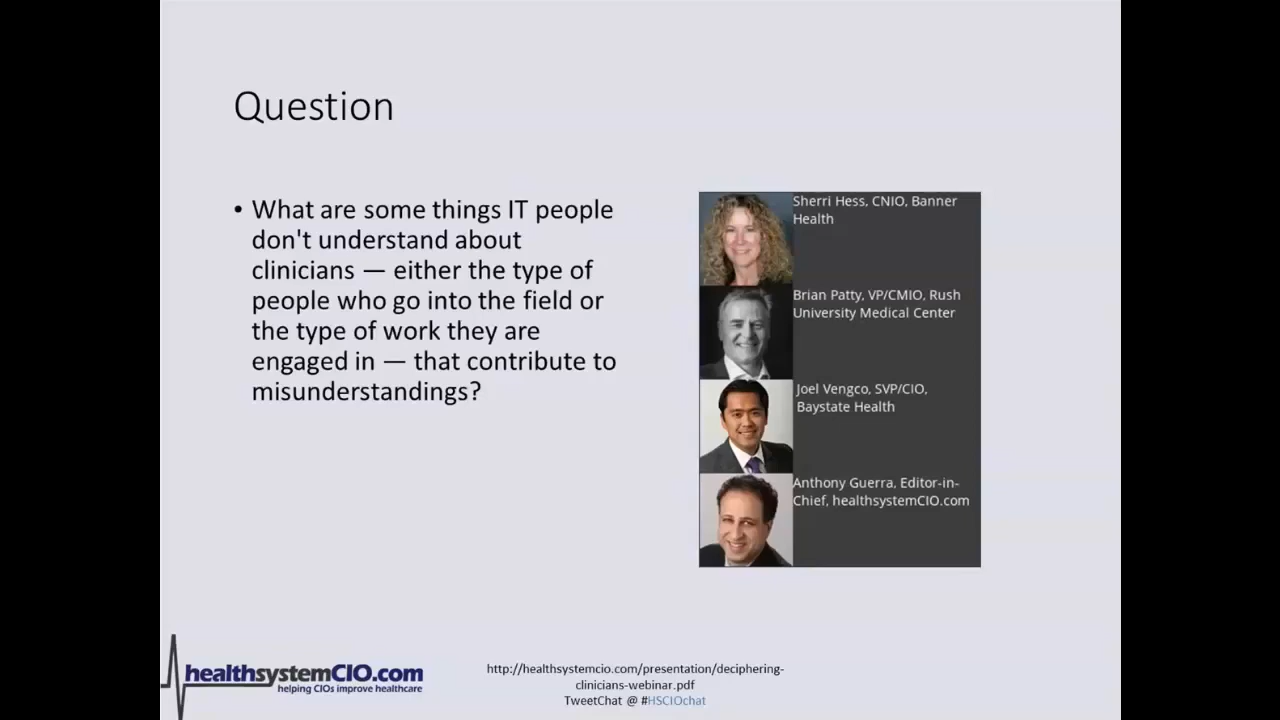 Question
• What are some things IT people
don't understand about
clinicians — either the type of
people who go into the field or
the type of work they are
engaged in — that contribute to
misunderstandings?
Sherri Hess, CNIO, Banner
Health
Brian Patty, VP/CMIO, Rush
University Medical Center
Joel Vengco, SVP/CIO,
Baystate Health
Anthony Guerra, Editor-in-
Chief, healthsystemCIO.com
healthsystemCIO.com
helping CIOs improve healthcare
http://healthsystemcio.com/presentation/deciphering-
clinicians-webinar.pdf
TweetChat @ #HSCIOchat